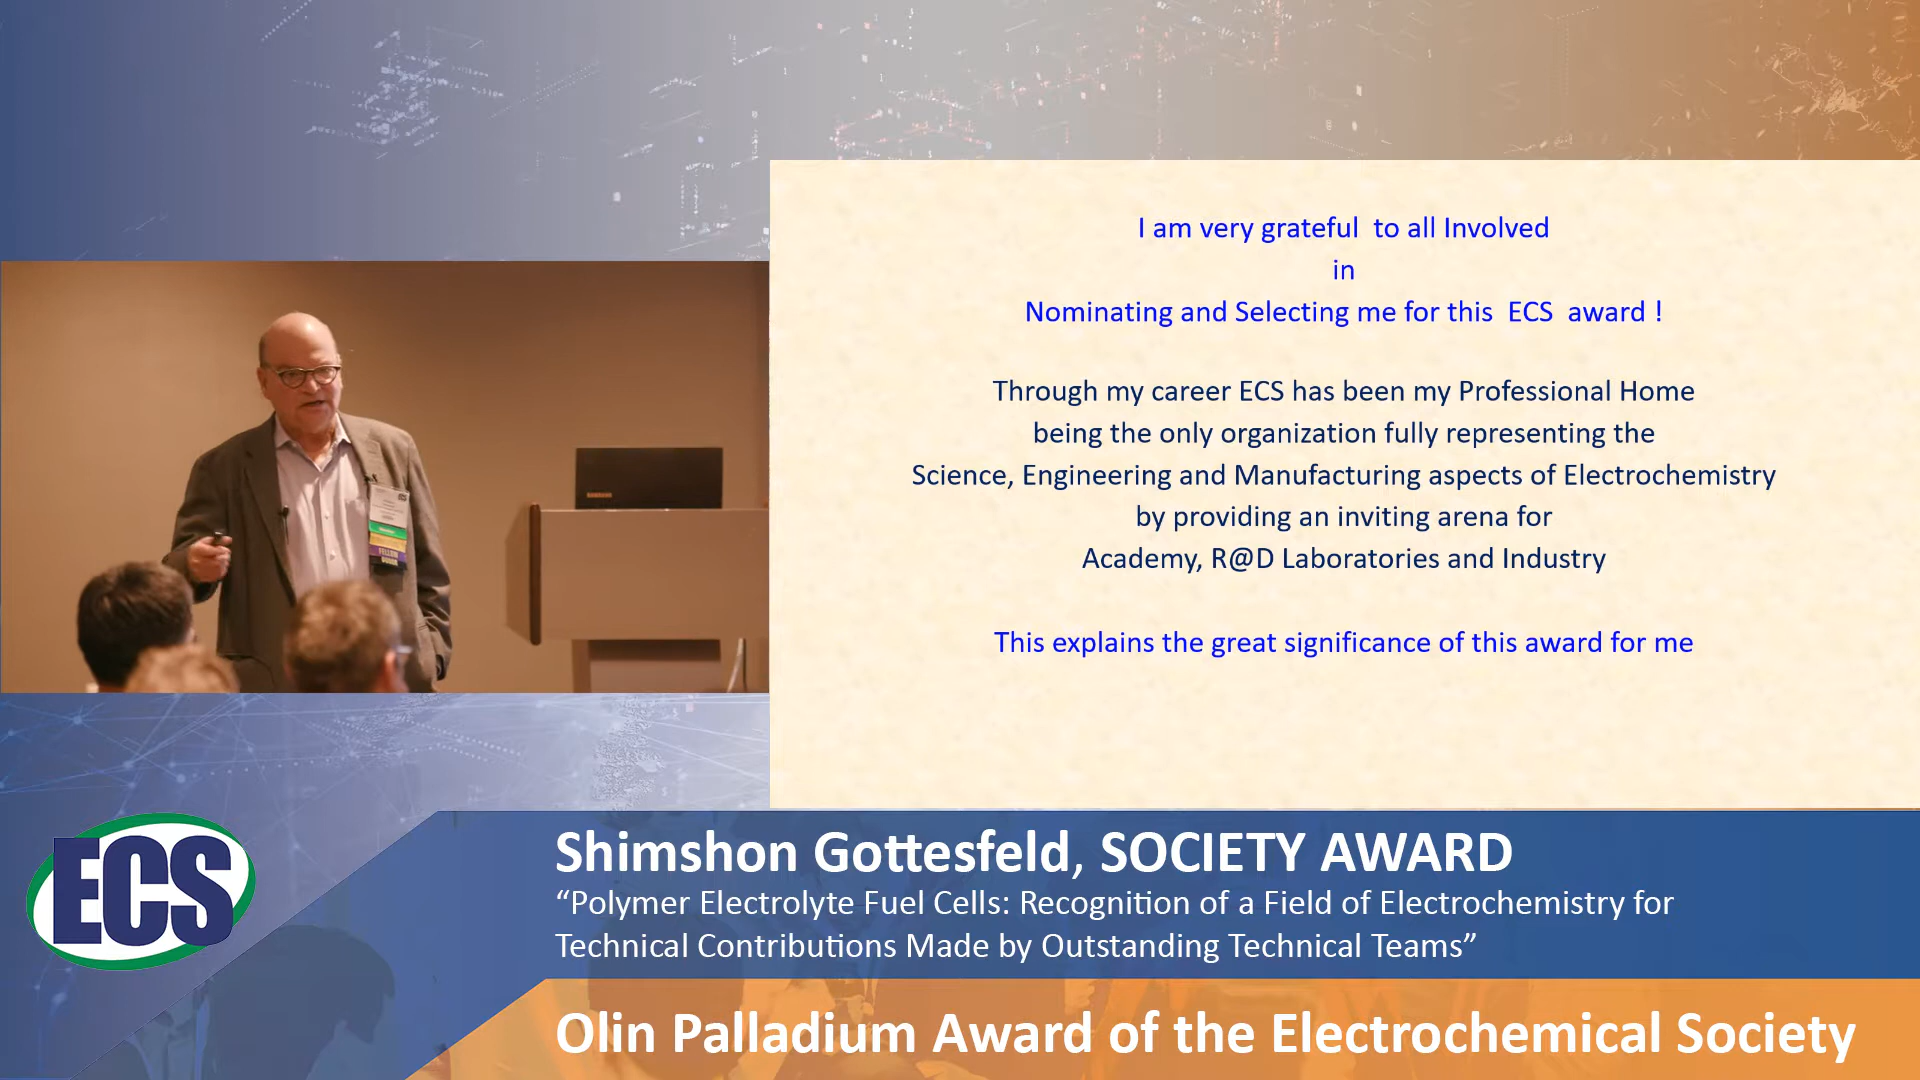 I am very grateful  to all Involved
in
Nominating and Selecting me for this  ECS  award !
Through my career ECS has been my Professional Home
being the only organization fully representing the
Science, Engineering and Manufacturing aspects of Electrochemistry
by providing an inviting arena for
Academy, R@D Laboratories and Industry
This explains the great significance of this award for me
FELLOW
ECS
Shimshon Gottesfeld, SOCIETY AWARD
“Polymer Electrolyte Fuel Cells: Recognition of a Field of Electrochemistry for
Technical Contributions Made by Outstanding Technical Teams”
Olin Palladium Award of the Electrochemical Society